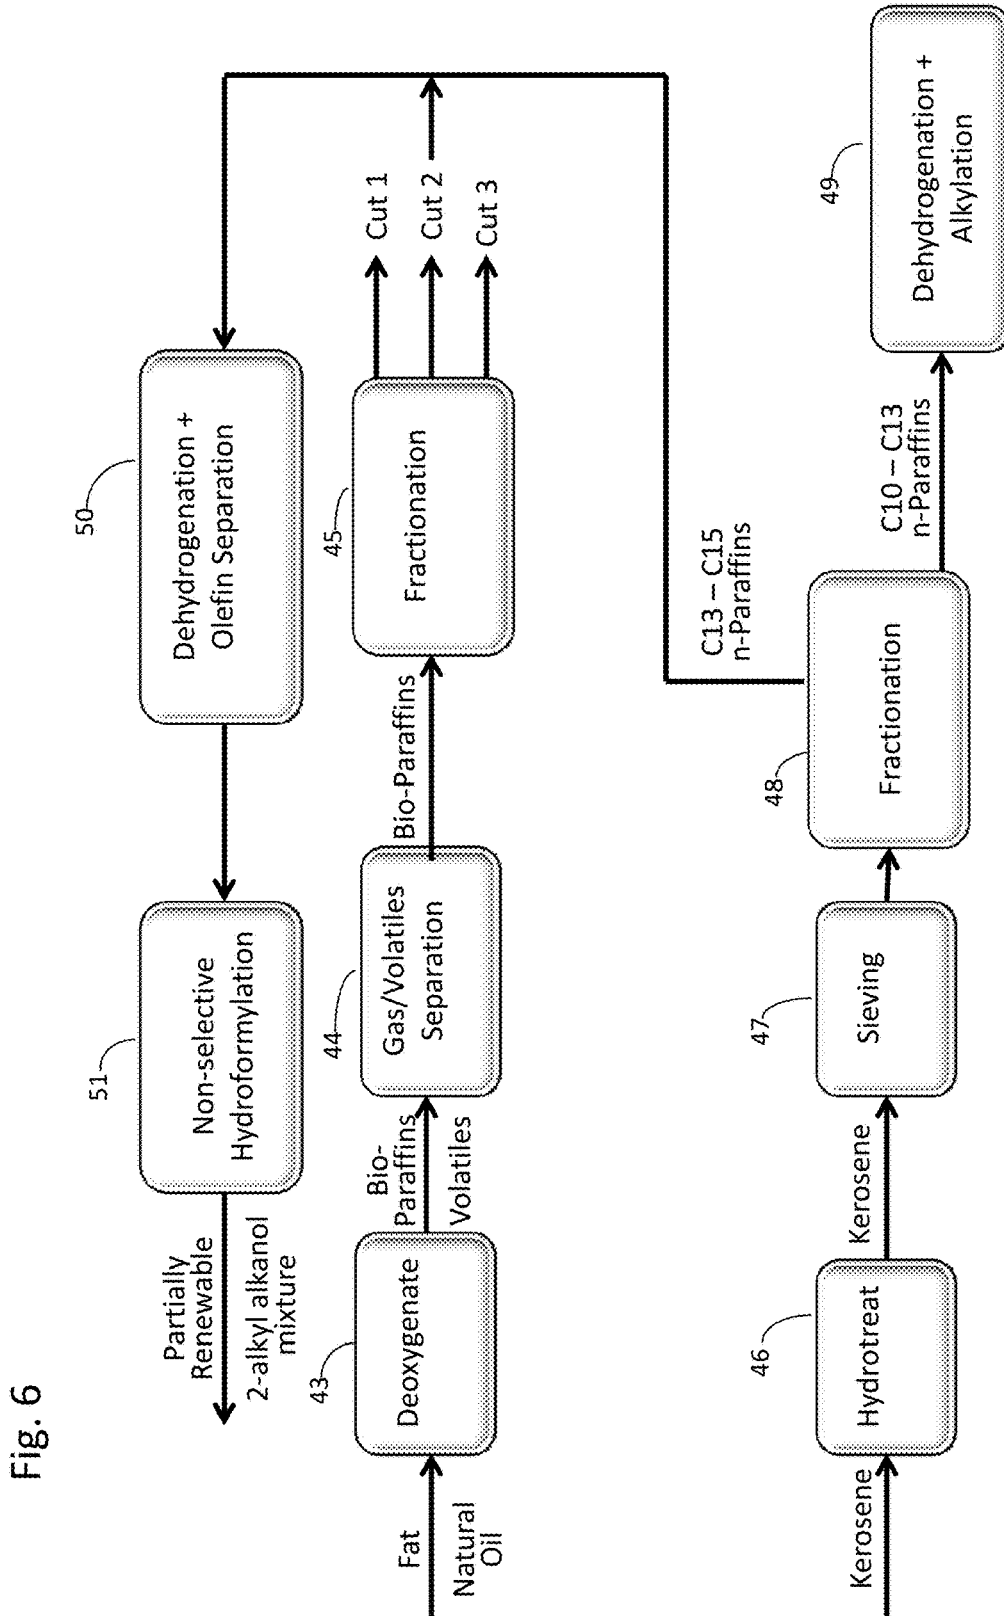 Fig. 6
Partially
Renewable
2-alkyl alkanol
mixture
51
Non-selective
Hydroformylation
50
Dehydrogenation +
Olefin Separation
Fat
Natural
Oil
43
Deoxygenate
Bio-
Paraffins
Volatiles
44
Gas/Volatiles
Separation
Bio-Paraffins
45
Fractionation
Cut 1
Cut 2
Cut 3
Kerosene
46
Hydrotreat
Kerosene
47
Sieving
48
Fractionation
C13 – C15
n-Paraffins
C10 – C13
n-Paraffins
49
Dehydrogenation +
Alkylation